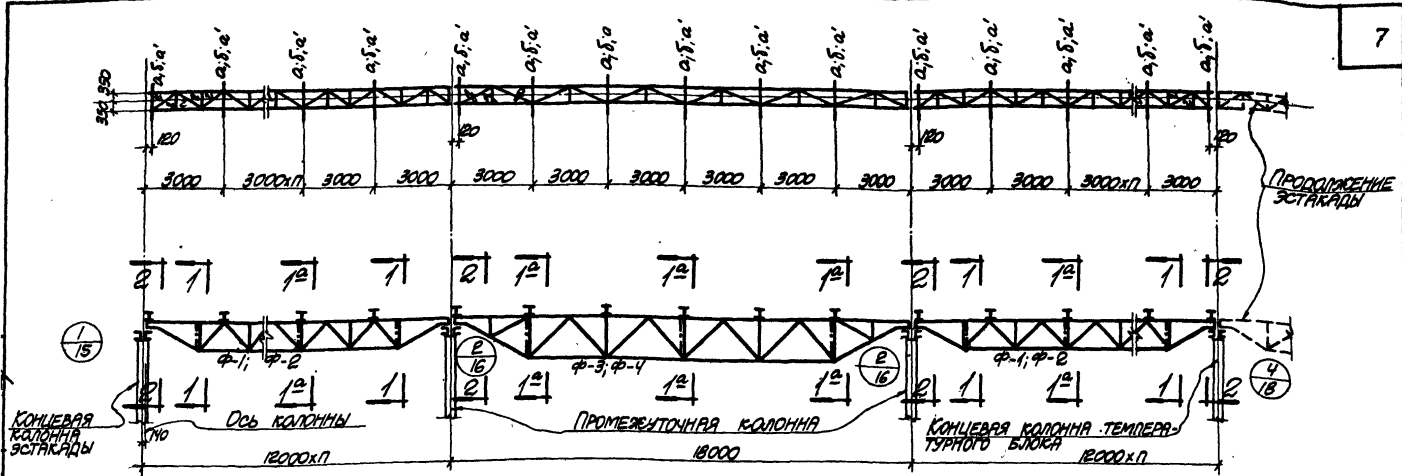 7
а;б;а' а;б;а' а;б;а' а;б;а' а;б;а' а;б;а' а;б;а а;б;а' а;б;а' а;б;а' а;б;а' а;б;а' а;б;а' а;б;а' а;б;а'
350
350
120 120 120 120
3000 3000хп 3000 3000 3000 3000 3000 3000 3000 3000 3000 3000 3000хп 3000
ПРОДОЛЖЕНИЕ
ЭСТАКАДЫ
2 1 1а 1 2 1а 1а 1а 2 1 1а 1 2
1
15
Ф-1; Ф-2
2
16
Ф-3; Ф-4
2
16
Ф-1; Ф-2
4
18
2 1 1а 1 2 1а 1а 1а 2 1 1а 1 2
КОНЦЕВАЯ
КОЛОННА
ЭСТАКАДЫ
140
Ось колонны
ПРОМЕЖУТОЧНАЯ КОЛОННА
КОНЦЕВАЯ КОЛОННА ТЕМПЕРА-
ТУРНОГО БЛОКА
12000хп 18000 12000хп